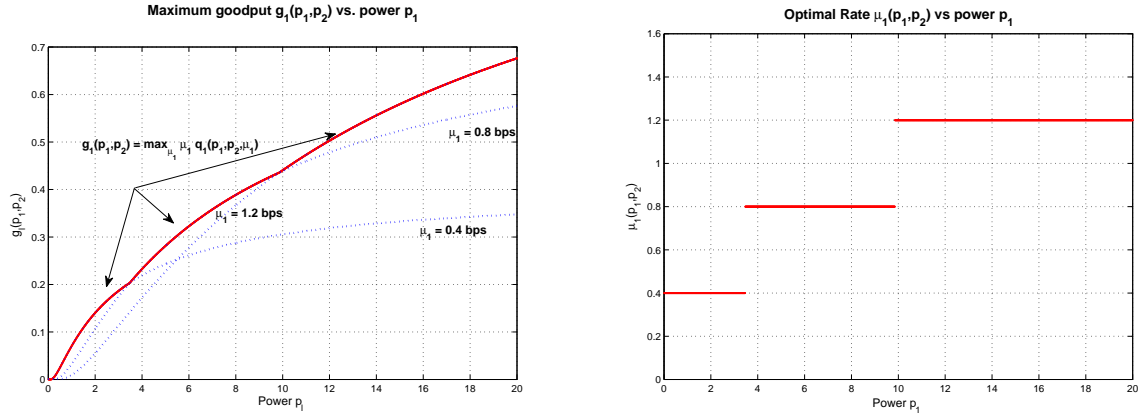 Maximum goodput g₁(p₁,p₂) vs. power p₁
0.7
0.6
0.5
0.4
0.3
0.2
0.1
0
g₁(p₁,p₂) = max_μ₁ μ₁ q₁(p₁,p₂,μ₁)
μ₁ = 0.8 bps
μ₁ = 1.2 bps
μ₁ = 0.4 bps
g_l(p₁,p₂)
0 2 4 6 8 10 12 14 16 18 20
Power p_l
Optimal Rate μ₁(p₁,p₂) vs power p₁
1.6
1.4
1.2
1
0.8
0.6
0.4
0.2
0
μ₁(p₁,p₂)
0 2 4 6 8 10 12 14 16 18 20
Power p₁